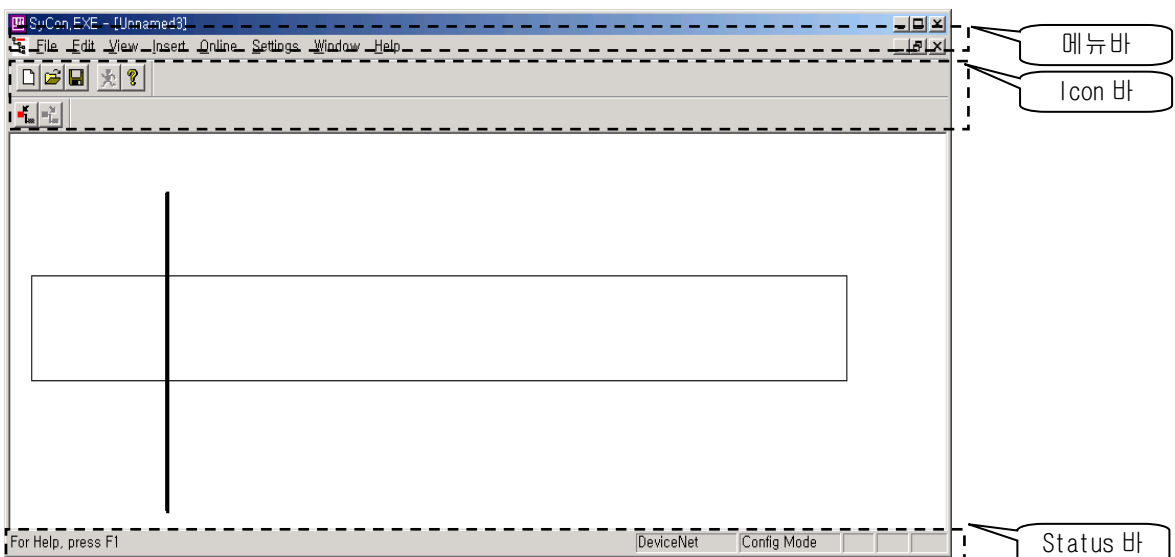 SyCon.EXE - [Unnamed3]
File Edit View Insert Online Settings Window Help
메뉴바
Icon 바
For Help, press F1
DeviceNet
Config Mode
Status 바